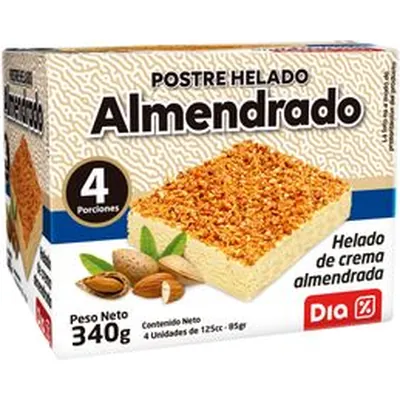 POSTRE HELADO
Almendrado
4
Porciones
Helado
de crema
almendrada
Peso Neto
340g
Contenido Neto
4 Unidades de 125cc - 85gr
Dia %